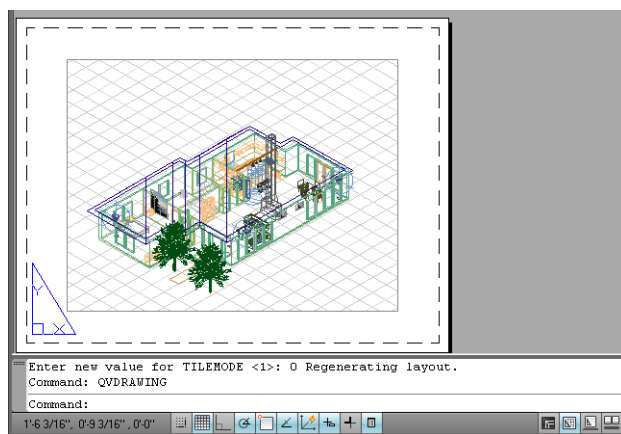 Y
X
Enter new value for TILEMODE <1>: 0 Regenerating layout.
Command: QVDRAWING
Command:
1'-6 3/16", 0'-9 3/16" , 0'-0"